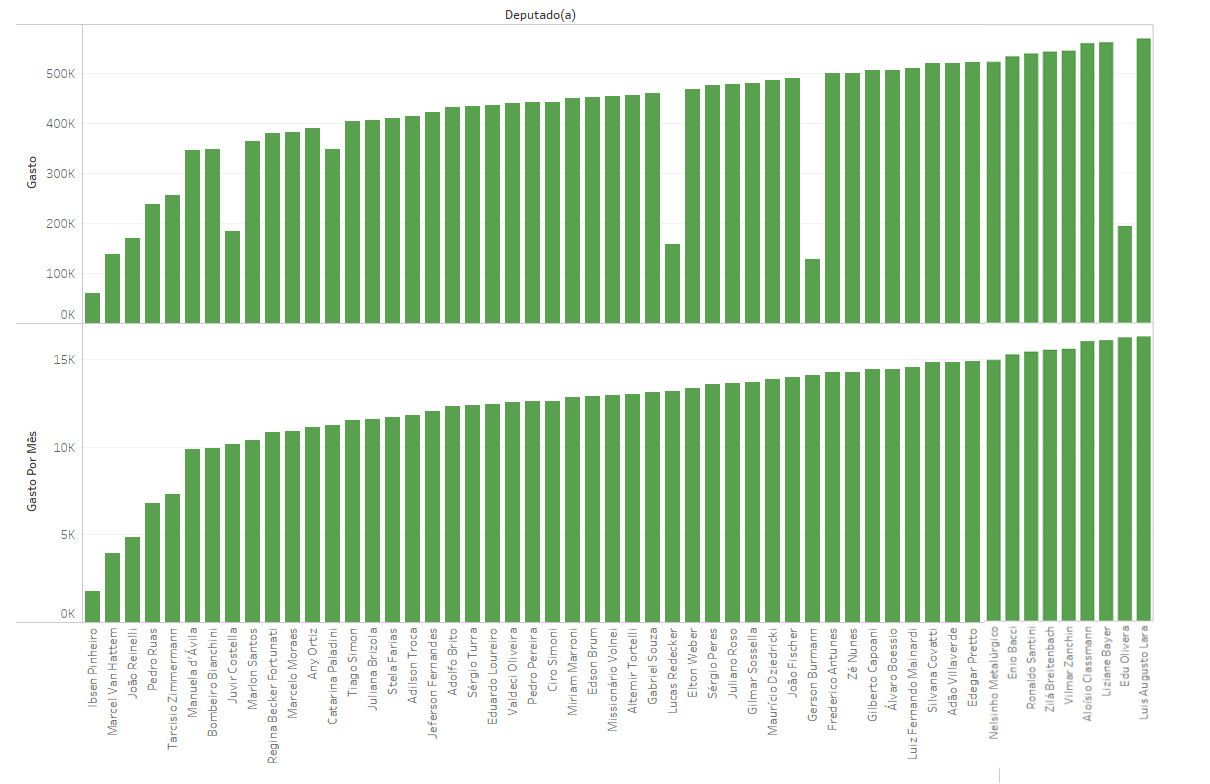 Deputado(a)
Gasto
500K
400K
300K
200K
100K
0K
Gasto Por Mês
15K
10K
5K
0K
Ibsen Pinheiro
Marcel Van Hattem
João Reinelli
Pedro Ruas
Tarcisio Zimmermann
Manuela d'Ávila
Bombeiro Bianchini
Juvir Costella
Marlon Santos
Regina Becker Fortunati
Marcelo Moraes
Any Ortiz
Catarina Paladini
Tiago Simon
Juliana Brizola
Stela Farias
Adilson Troca
Jeferson Fernandes
Adolfo Brito
Sérgio Turra
Eduardo Loureiro
Valdeci Oliveira
Pedro Pereira
Ciro Simoni
Miriam Marroni
Edson Brum
Missionário Volnei
Altemir Tortelli
Gabriel Souza
Lucas Redecker
Elton Weber
Sérgio Peres
Juliano Roso
Gilmar Sossella
Maurício Dziedricki
João Fischer
Gerson Burmann
Frederico Antunes
Zé Nunes
Gilberto Capoani
Álvaro Boessio
Luiz Fernando Mainardi
Silvana Covatti
Adão Villaverde
Edegar Pretto
Nelsinho Metalúrgico
Enio Bacci
Ronaldo Santini
Zilá Breitenbach
Vilmar Zanchin
Aloísio Classmann
Liziane Bayer
Edu Olivera
Luis Augusto Lara